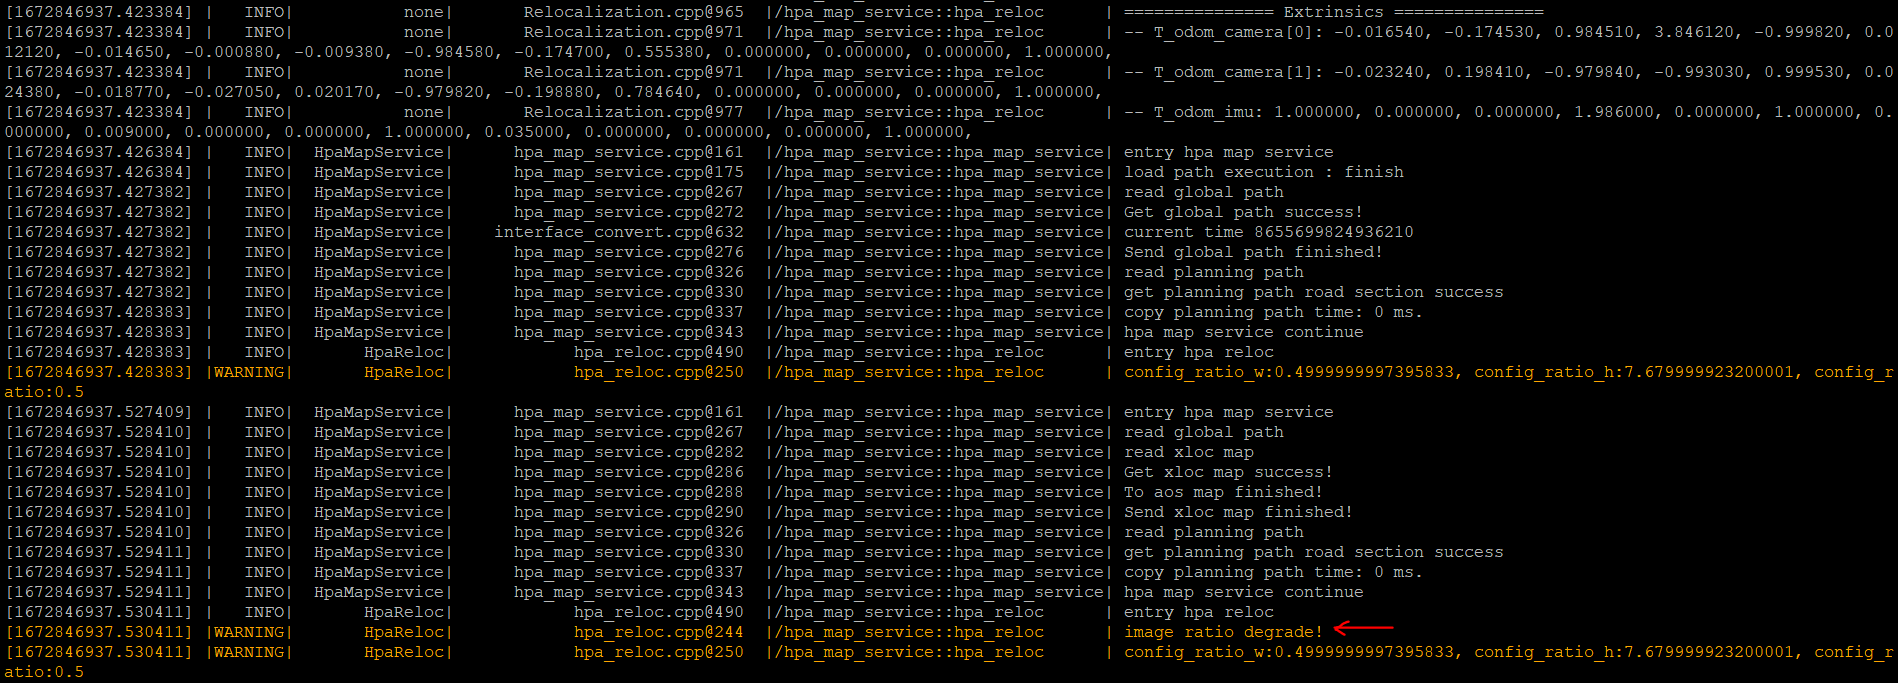 [1672846937.423384] |   INFO|            none|         Relocalization.cpp@965  |/hpa_map_service::hpa_reloc      | =============== Extrinsics ===============
[1672846937.423384] |   INFO|            none|         Relocalization.cpp@971  |/hpa_map_service::hpa_reloc      | -- T_odom_camera[0]: -0.016540, -0.174530, 0.984510, 3.846120, -0.999820, 0.0
12120, -0.014650, -0.000880, -0.009380, -0.984580, -0.174700, 0.555380, 0.000000, 0.000000, 0.000000, 1.000000,
[1672846937.423384] |   INFO|            none|         Relocalization.cpp@971  |/hpa_map_service::hpa_reloc      | -- T_odom_camera[1]: -0.023240, 0.198410, -0.979840, -0.993030, 0.999530, 0.0
24380, -0.018770, -0.027050, 0.020170, -0.979820, -0.198880, 0.784640, 0.000000, 0.000000, 0.000000, 1.000000,
[1672846937.423384] |   INFO|            none|         Relocalization.cpp@977  |/hpa_map_service::hpa_reloc      | -- T_odom_imu: 1.000000, 0.000000, 0.000000, 1.986000, 0.000000, 1.000000, 0.
000000, 0.009000, 0.000000, 0.000000, 1.000000, 0.035000, 0.000000, 0.000000, 0.000000, 1.000000,
[1672846937.426384] |   INFO|   HpaMapService|        hpa_map_service.cpp@161  |/hpa_map_service::hpa_map_service| entry hpa map service
[1672846937.426384] |   INFO|   HpaMapService|        hpa_map_service.cpp@175  |/hpa_map_service::hpa_map_service| load path execution : finish
[1672846937.427382] |   INFO|   HpaMapService|        hpa_map_service.cpp@267  |/hpa_map_service::hpa_map_service| read global path
[1672846937.427382] |   INFO|   HpaMapService|        hpa_map_service.cpp@272  |/hpa_map_service::hpa_map_service| Get global path success!
[1672846937.427382] |   INFO|   HpaMapService|      interface_convert.cpp@632  |/hpa_map_service::hpa_map_service| current time 8655699824936210
[1672846937.427382] |   INFO|   HpaMapService|        hpa_map_service.cpp@276  |/hpa_map_service::hpa_map_service| Send global path finished!
[1672846937.427382] |   INFO|   HpaMapService|        hpa_map_service.cpp@326  |/hpa_map_service::hpa_map_service| read planning path
[1672846937.427382] |   INFO|   HpaMapService|        hpa_map_service.cpp@330  |/hpa_map_service::hpa_map_service| get planning path road section success
[1672846937.428383] |   INFO|   HpaMapService|        hpa_map_service.cpp@337  |/hpa_map_service::hpa_map_service| copy planning path time: 0 ms.
[1672846937.428383] |   INFO|   HpaMapService|        hpa_map_service.cpp@343  |/hpa_map_service::hpa_map_service| hpa map service continue
[1672846937.428383] |   INFO|        HpaReloc|              hpa_reloc.cpp@490  |/hpa_map_service::hpa_reloc      | entry hpa reloc
[1672846937.428383] |WARNING|        HpaReloc|              hpa_reloc.cpp@250  |/hpa_map_service::hpa_reloc      | config_ratio_w:0.4999999997395833, config_ratio_h:7.679999923200001, config_r
atio:0.5
[1672846937.527409] |   INFO|   HpaMapService|        hpa_map_service.cpp@161  |/hpa_map_service::hpa_map_service| entry hpa map service
[1672846937.528410] |   INFO|   HpaMapService|        hpa_map_service.cpp@267  |/hpa_map_service::hpa_map_service| read global path
[1672846937.528410] |   INFO|   HpaMapService|        hpa_map_service.cpp@282  |/hpa_map_service::hpa_map_service| read xloc map
[1672846937.528410] |   INFO|   HpaMapService|        hpa_map_service.cpp@286  |/hpa_map_service::hpa_map_service| Get xloc map success!
[1672846937.528410] |   INFO|   HpaMapService|        hpa_map_service.cpp@288  |/hpa_map_service::hpa_map_service| To aos map finished!
[1672846937.528410] |   INFO|   HpaMapService|        hpa_map_service.cpp@290  |/hpa_map_service::hpa_map_service| Send xloc map finished!
[1672846937.528410] |   INFO|   HpaMapService|        hpa_map_service.cpp@326  |/hpa_map_service::hpa_map_service| read planning path
[1672846937.529411] |   INFO|   HpaMapService|        hpa_map_service.cpp@330  |/hpa_map_service::hpa_map_service| get planning path road section success
[1672846937.529411] |   INFO|   HpaMapService|        hpa_map_service.cpp@337  |/hpa_map_service::hpa_map_service| copy planning path time: 0 ms.
[1672846937.529411] |   INFO|   HpaMapService|        hpa_map_service.cpp@343  |/hpa_map_service::hpa_map_service| hpa map service continue
[1672846937.530411] |   INFO|        HpaReloc|              hpa_reloc.cpp@490  |/hpa_map_service::hpa_reloc      | entry hpa reloc
[1672846937.530411] |WARNING|        HpaReloc|              hpa_reloc.cpp@244  |/hpa_map_service::hpa_reloc      | image ratio degrade!
[1672846937.530411] |WARNING|        HpaReloc|              hpa_reloc.cpp@250  |/hpa_map_service::hpa_reloc      | config_ratio_w:0.4999999997395833, config_ratio_h:7.679999923200001, config_r
atio:0.5